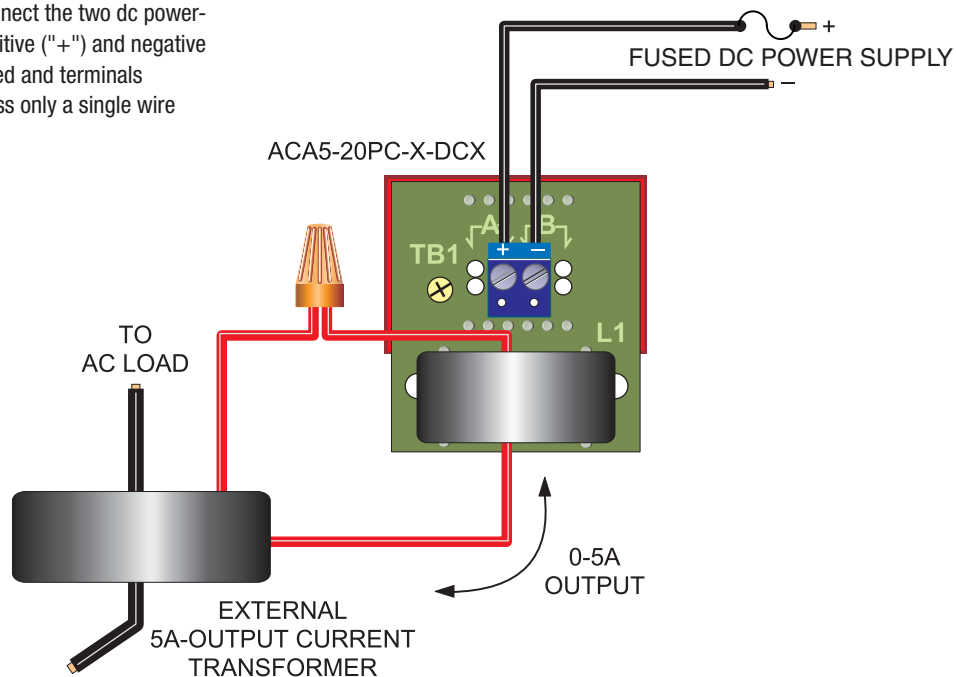 nect the two dc power-
itive ("+") and negative
ed and terminals
ss only a single wire
+
FUSED DC POWER SUPPLY
−
ACA5-20PC-X-DCX
A B
TB1
+ −
L1
TO
AC LOAD
0-5A
OUTPUT
EXTERNAL
5A-OUTPUT CURRENT
TRANSFORMER